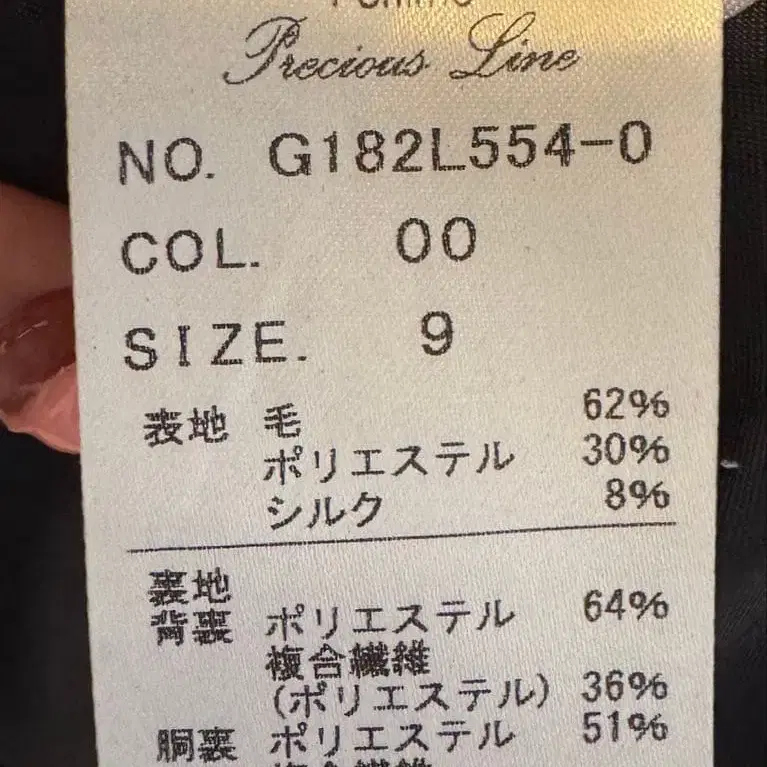 Precious Line
NO. G182L554-0
COL. 00
SIZE. 9
表地 毛 62%
ポリエステル 30%
シルク 8%
裏地
背裏 ポリエステル 64%
複合繊維
(ポリエステル) 36%
胴裏 ポリエステル 51%